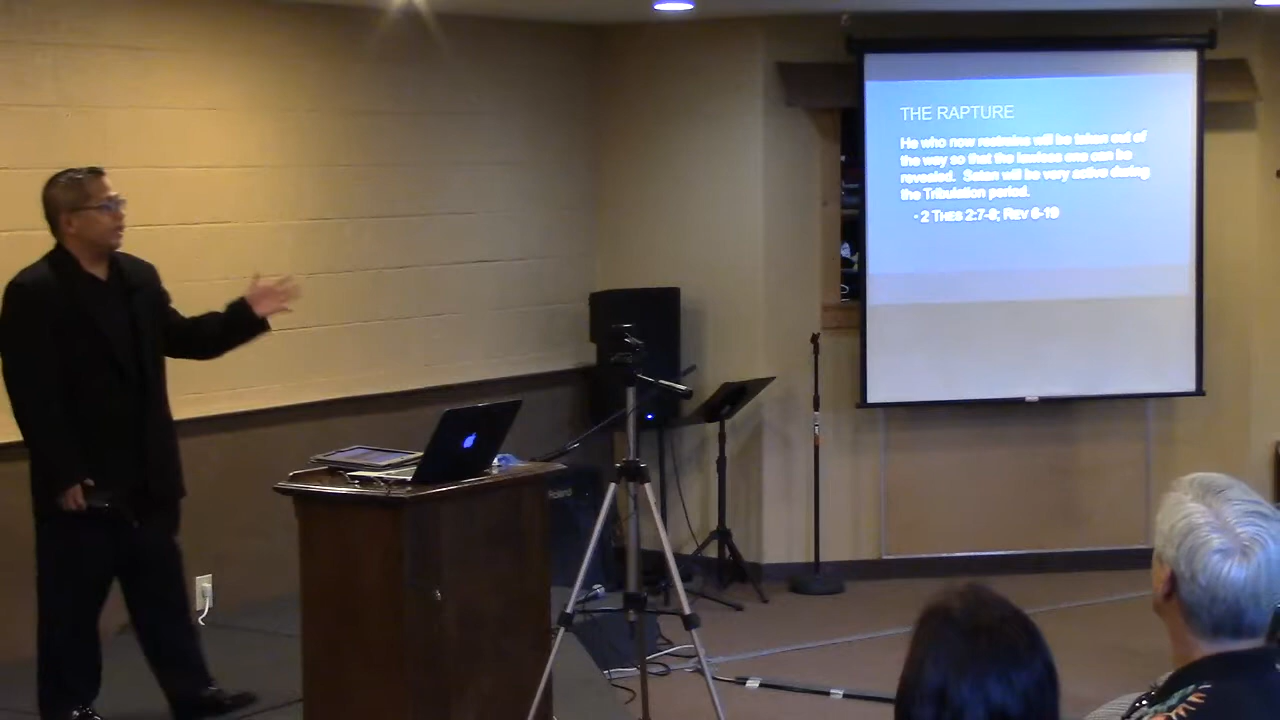 THE RAPTURE
He who now restrains will be taken out of
the way so that the lawless one can be
revealed. Satan will be very active during
the Tribulation period.
• 2 THES 2:7-8; REV 6-19
Roland